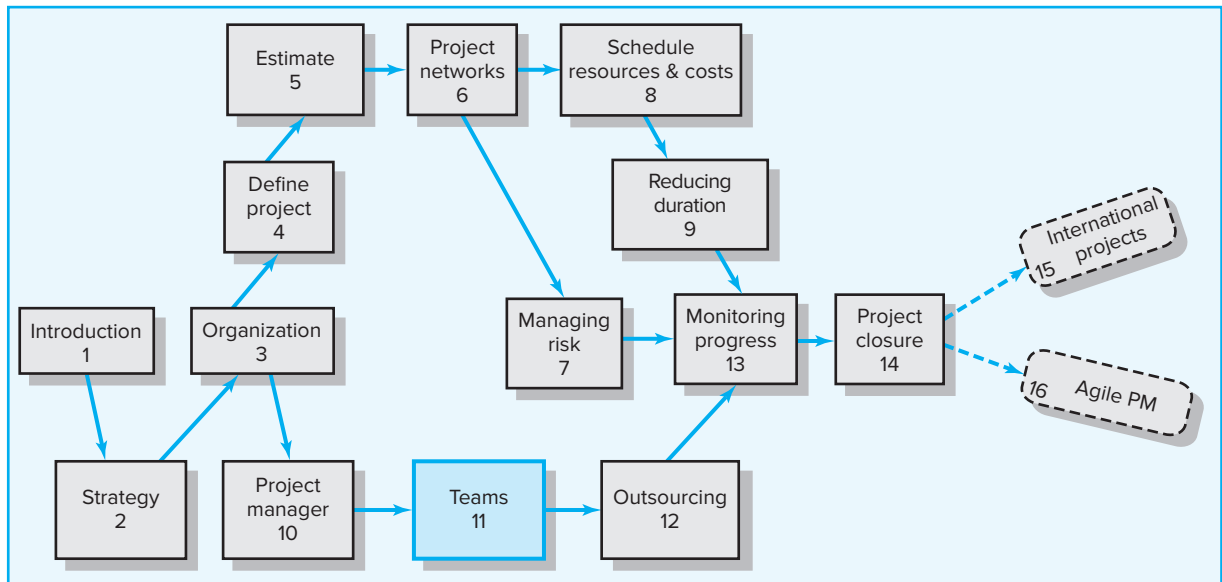 Estimate
5
Project
networks
6
Schedule
resources & costs
8
Define
project
4
Reducing
duration
9
International
projects
15
Introduction
1
Organization
3
Managing
risk
7
Monitoring
progress
13
Project
closure
14
16
Agile PM
Strategy
2
Project
manager
10
Teams
11
Outsourcing
12